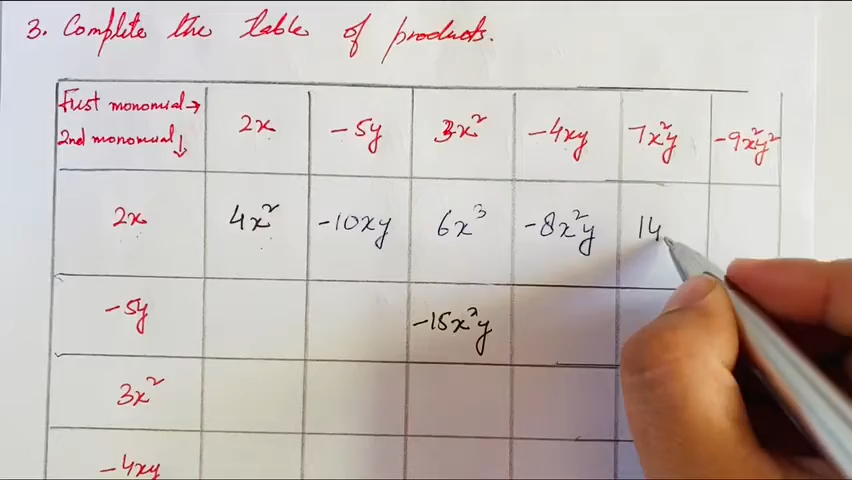 3. Complete the table of products.
First monomial → 2x -5y 3x² -4xy 7x²y -9x²y²
2nd monomial ↓
2x 4x² -10xy 6x³ -8x²y 14
-5y -15x²y
3x²
-4xy